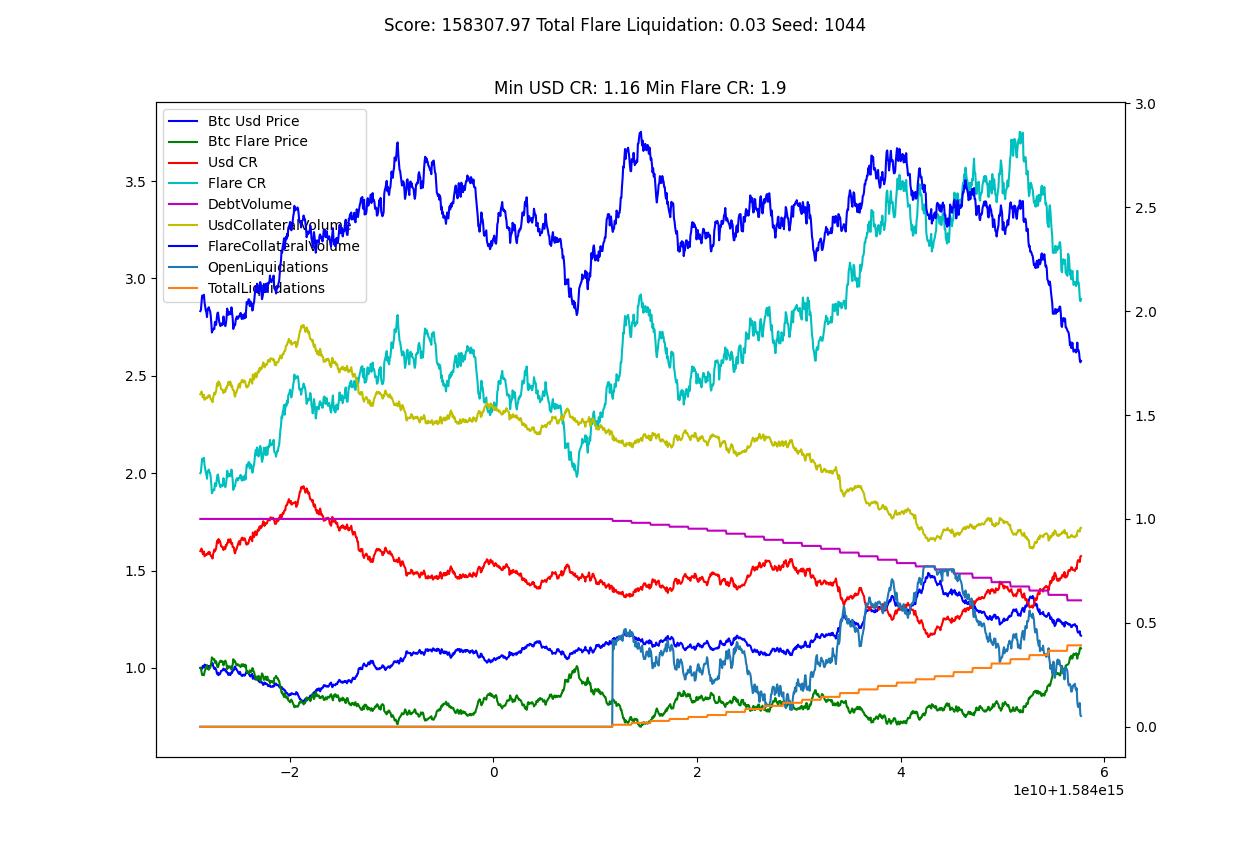 Score: 158307.97 Total Flare Liquidation: 0.03 Seed: 1044
Min USD CR: 1.16 Min Flare CR: 1.9
Btc Usd Price
Btc Flare Price
Usd CR
Flare CR
DebtVolume
UsdCollateralVolume
FlareCollateralVolume
OpenLiquidations
TotalLiquidations
3.5
3.0
2.5
2.0
1.5
1.0
3.0
2.5
2.0
1.5
1.0
0.5
0.0
−2 0 2 4 6
1e10+1.584e15